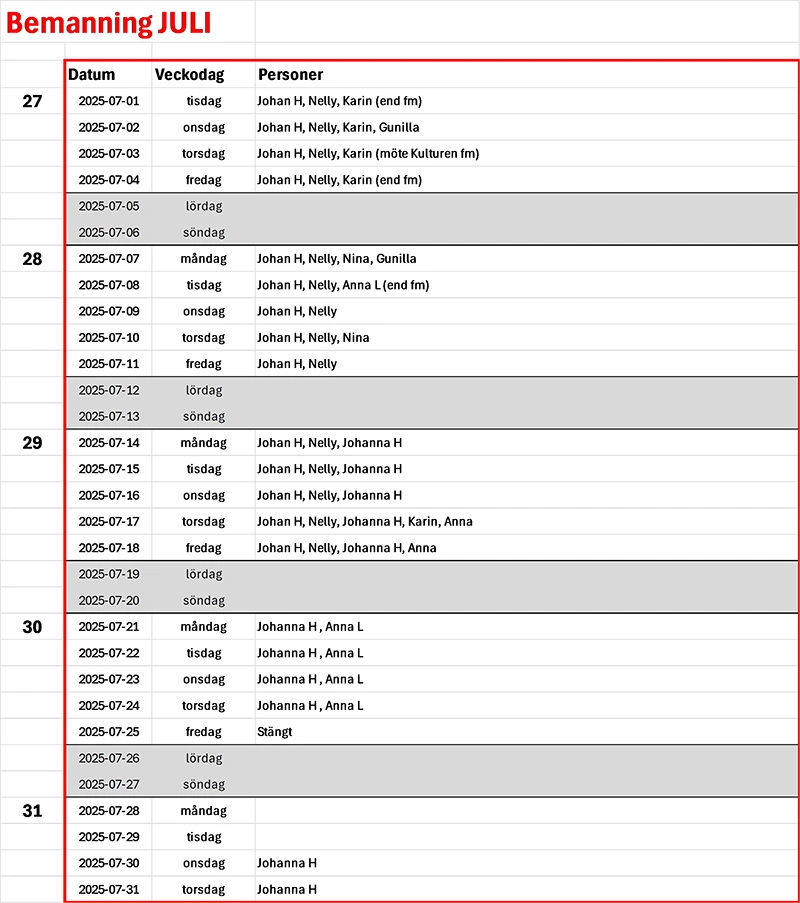 Bemanning JULI
Datum Veckodag Personer
27 2025-07-01 tisdag Johan H, Nelly, Karin (end fm)
2025-07-02 onsdag Johan H, Nelly, Karin, Gunilla
2025-07-03 torsdag Johan H, Nelly, Karin (möte Kulturen fm)
2025-07-04 fredag Johan H, Nelly, Karin (end fm)
2025-07-05 lördag
2025-07-06 söndag
28 2025-07-07 måndag Johan H, Nelly, Nina, Gunilla
2025-07-08 tisdag Johan H, Nelly, Anna L (end fm)
2025-07-09 onsdag Johan H, Nelly
2025-07-10 torsdag Johan H, Nelly, Nina
2025-07-11 fredag Johan H, Nelly
2025-07-12 lördag
2025-07-13 söndag
29 2025-07-14 måndag Johan H, Nelly, Johanna H
2025-07-15 tisdag Johan H, Nelly, Johanna H
2025-07-16 onsdag Johan H, Nelly, Johanna H
2025-07-17 torsdag Johan H, Nelly, Johanna H, Karin, Anna
2025-07-18 fredag Johan H, Nelly, Johanna H, Anna
2025-07-19 lördag
2025-07-20 söndag
30 2025-07-21 måndag Johanna H , Anna L
2025-07-22 tisdag Johanna H , Anna L
2025-07-23 onsdag Johanna H , Anna L
2025-07-24 torsdag Johanna H , Anna L
2025-07-25 fredag Stängt
2025-07-26 lördag
2025-07-27 söndag
31 2025-07-28 måndag
2025-07-29 tisdag
2025-07-30 onsdag Johanna H
2025-07-31 torsdag Johanna H